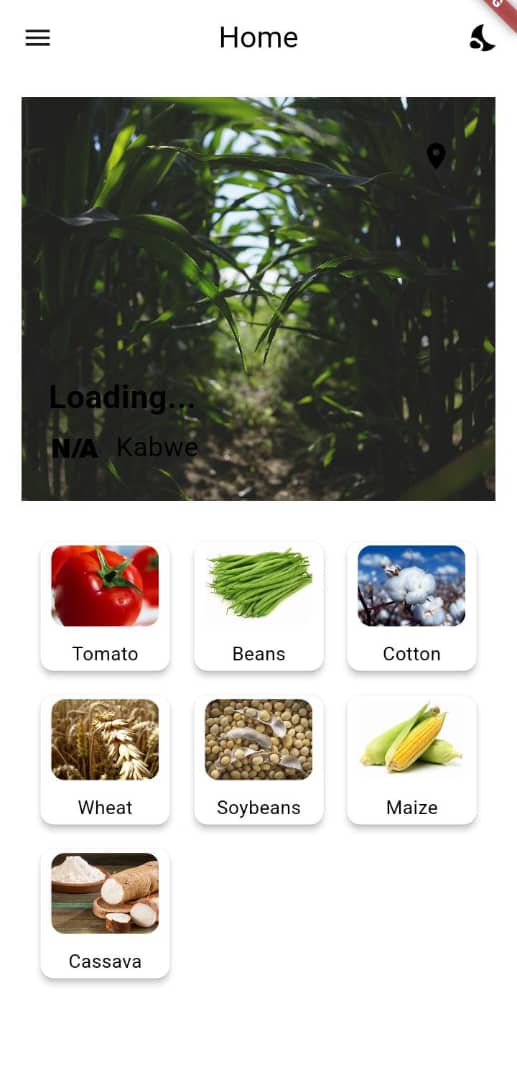 Home
G
Loading...
N/A Kabwe
Tomato Beans Cotton
Wheat Soybeans Maize
Cassava